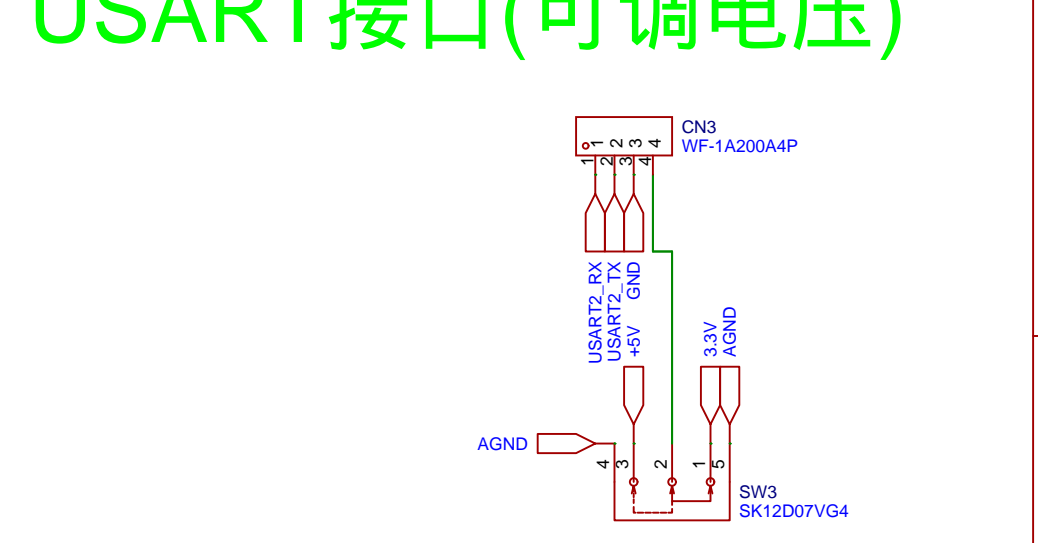 USART接口(可调电压)
CN3
WF-1A200A4P
1 2 3 4
1 2 3 4
USART2_RX
USART2_TX
GND
+5V
3.3V
AGND
AGND
4 3 2 1 5
SW3
SK12D07VG4